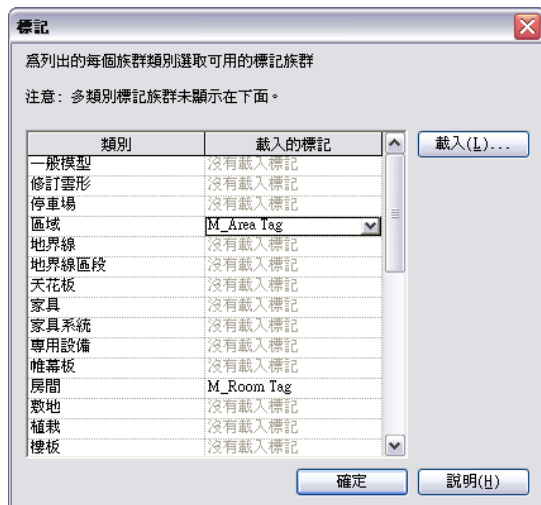 標記
為列出的每個族群類別選取可用的標記族群
注意: 多類別標記族群未顯示在下面。
類別 載入的標記 載入(L)...
一般模型 沒有載入標記
修訂雲形 沒有載入標記
停車場 沒有載入標記
區域 M_Area Tag
地界線 沒有載入標記
地界線區段 沒有載入標記
天花板 沒有載入標記
家具 沒有載入標記
家具系統 沒有載入標記
專用設備 沒有載入標記
帷幕板 沒有載入標記
房間 M_Room Tag
敷地 沒有載入標記
植栽 沒有載入標記
樓板 沒有載入標記
確定 說明(H)